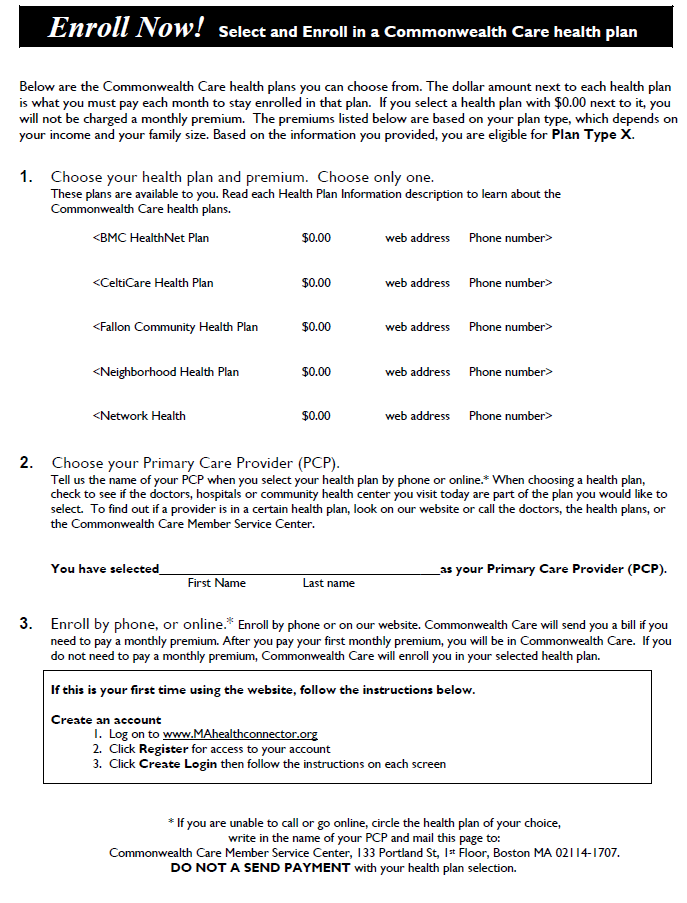 Enroll Now! Select and Enroll in a Commonwealth Care health plan
Below are the Commonwealth Care health plans you can choose from. The dollar amount next to each health plan
is what you must pay each month to stay enrolled in that plan. If you select a health plan with $0.00 next to it, you
will not be charged a monthly premium. The premiums listed below are based on your plan type, which depends on
your income and your family size. Based on the information you provided, you are eligible for Plan Type X.
1. Choose your health plan and premium. Choose only one.
These plans are available to you. Read each Health Plan Information description to learn about the
Commonwealth Care health plans.
<BMC HealthNet Plan $0.00 web address Phone number>
<CeltiCare Health Plan $0.00 web address Phone number>
<Fallon Community Health Plan $0.00 web address Phone number>
<Neighborhood Health Plan $0.00 web address Phone number>
<Network Health $0.00 web address Phone number>
2. Choose your Primary Care Provider (PCP).
Tell us the name of your PCP when you select your health plan by phone or online.* When choosing a health plan,
check to see if the doctors, hospitals or community health center you visit today are part of the plan you would like to
select. To find out if a provider is in a certain health plan, look on our website or call the doctors, the health plans, or
the Commonwealth Care Member Service Center.
You have selected_______________________________________as your Primary Care Provider (PCP).
First Name Last name
3. Enroll by phone, or online.* Enroll by phone or on our website. Commonwealth Care will send you a bill if you
need to pay a monthly premium. After you pay your first monthly premium, you will be in Commonwealth Care. If you
do not need to pay a monthly premium, Commonwealth Care will enroll you in your selected health plan.
If this is your first time using the website, follow the instructions below.
Create an account
1. Log on to www.MAhealthconnector.org
2. Click Register for access to your account
3. Click Create Login then follow the instructions on each screen
* If you are unable to call or go online, circle the health plan of your choice,
write in the name of your PCP and mail this page to:
Commonwealth Care Member Service Center, 133 Portland St, 1st Floor, Boston MA 02114-1707.
DO NOT A SEND PAYMENT with your health plan selection.